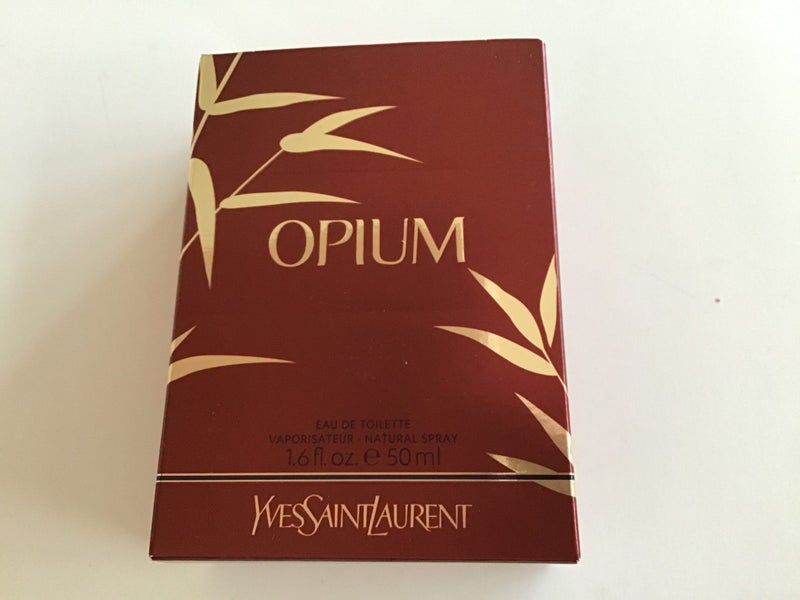 OPIUM
EAU DE TOILETTE
VAPORISATEUR - NATURAL SPRAY
1.6 fl. oz. ℮ 50 ml
YVESSAINTLAURENT